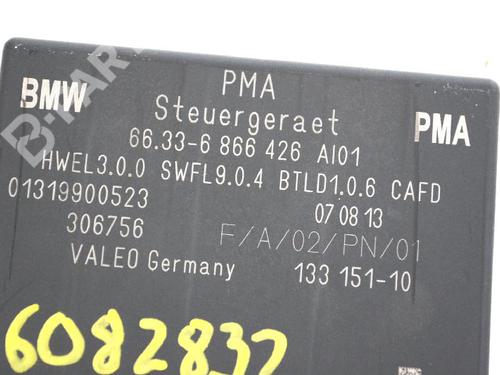 PMA
BMW
Steuergeraet
PMA
66.33-6 866 426 AI01
HWEL3.0.0 SWFL9.0.4 BTLD1.0.6 CAFD
01319900523
07 08 13
306756
F/A/02/PN/01
VALEO Germany
133 151-10
6082832
B-PARTS